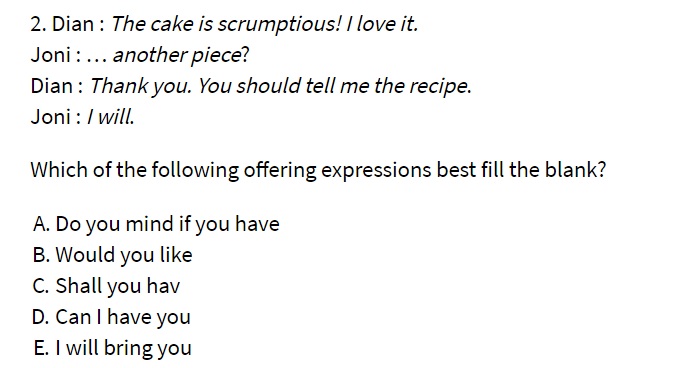 2. Dian : The cake is scrumptious! I love it.
Joni : ... another piece?
Dian : Thank you. You should tell me the recipe.
Joni : I will.
Which of the following offering expressions best fill the blank?
A. Do you mind if you have
B. Would you like
C. Shall you hav
D. Can I have you
E. I will bring you